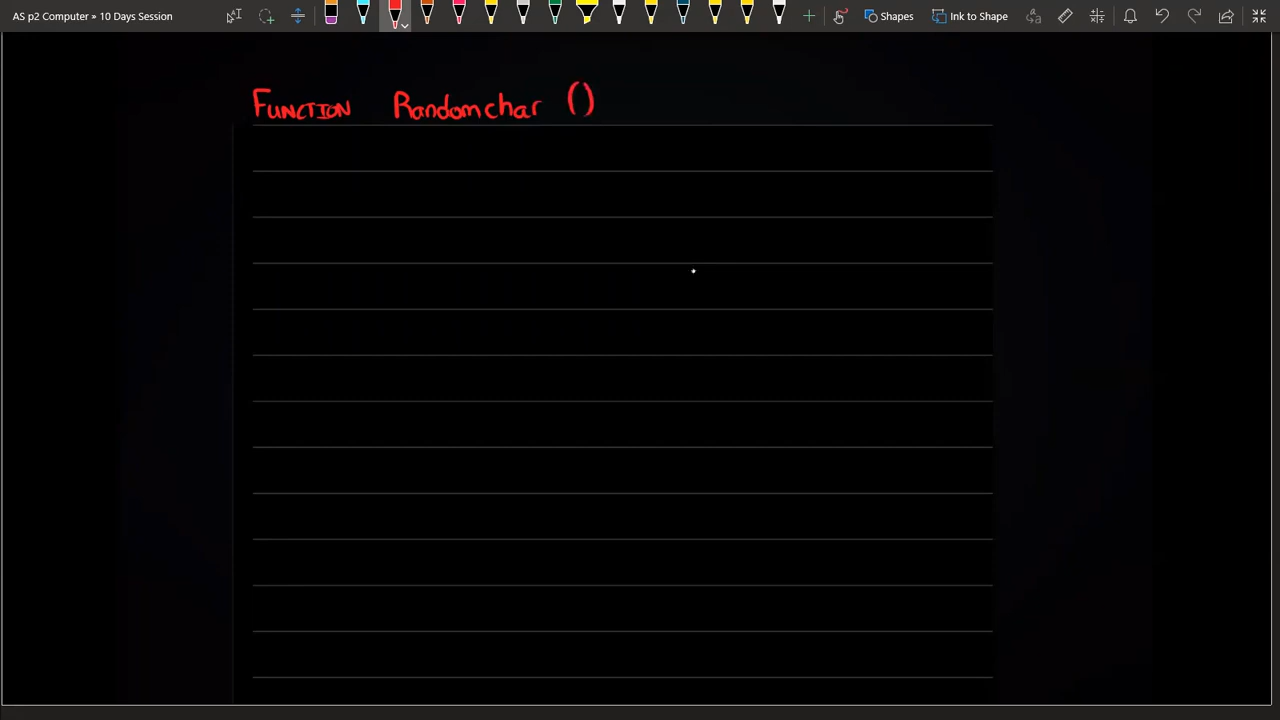 AS p2 Computer » 10 Days Session
Shapes
Ink to Shape
FUNCTION Randomchar ()